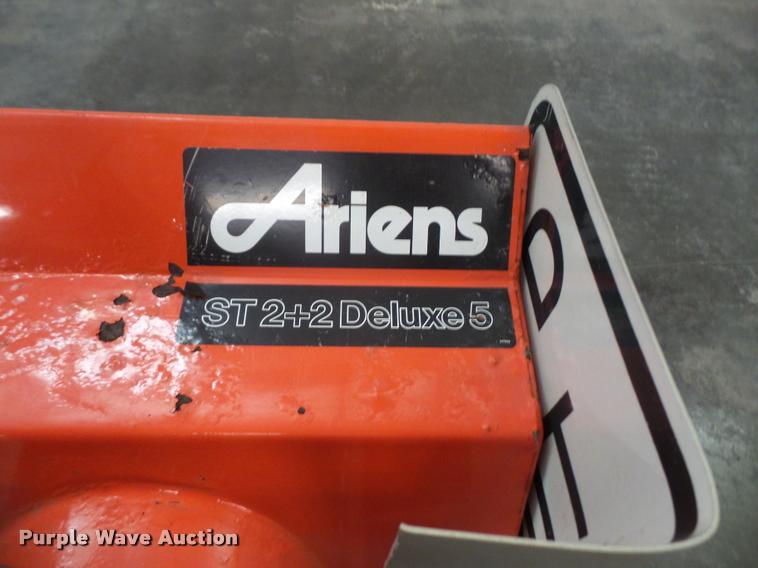 Ariens
ST 2+2 Deluxe 5
Purple Wave Auction